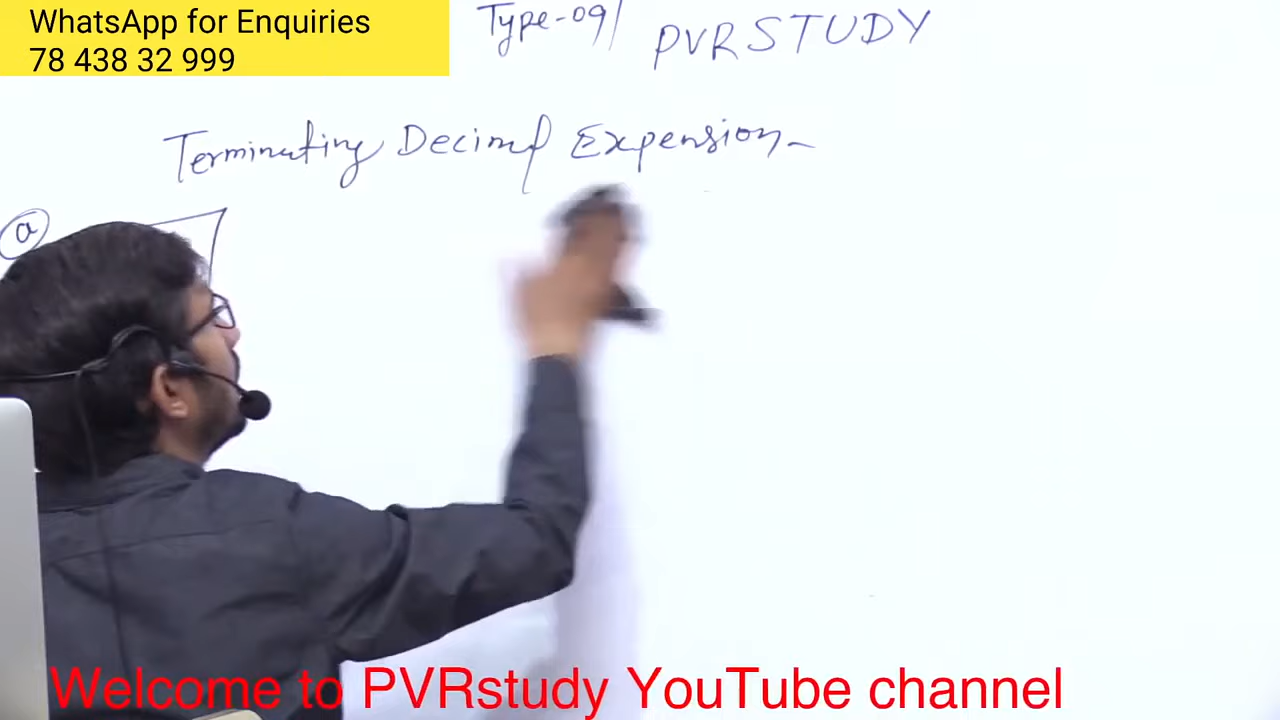 WhatsApp for Enquiries
78 438 32 999
Type-09/ PVRSTUDY
Terminating Decimal Expension
a
Welcome to PVRstudy YouTube channel